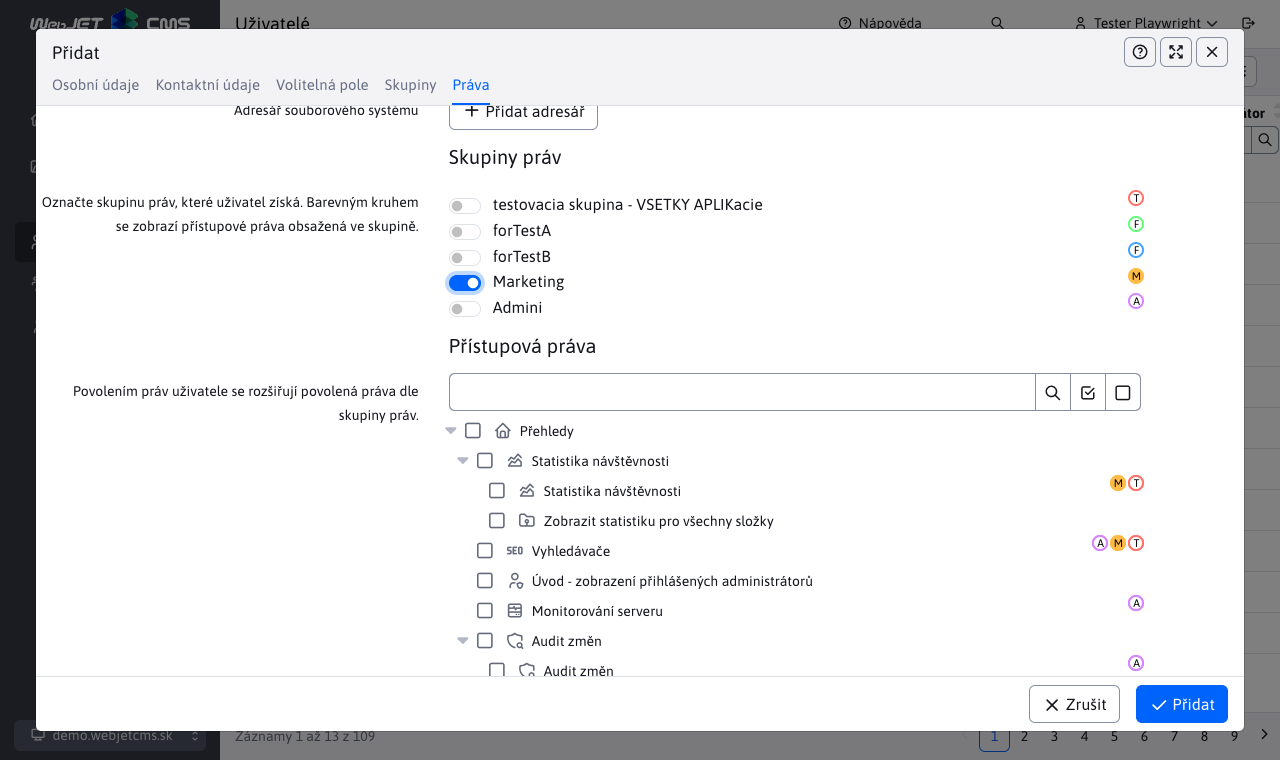 WebJET CMS
Uživatelé
Nápověda
Tester Playwright
Přidat
Osobní údaje
Kontaktní údaje
Volitelná pole
Skupiny
Práva
Adresář souborového systému
Přidat adresář
Skupiny práv
Označte skupinu práv, které uživatel získá. Barevným kruhem
se zobrazí přístupové práva obsažená ve skupině.
testovacia skupina - VSETKY APLIKacie
T
forTestA
F
forTestB
F
Marketing
M
Admini
A
Přístupová práva
Povolením práv uživatele se rozšiřují povolená práva dle
skupiny práv.
Přehledy
Statistika návštěvnosti
Statistika návštěvnosti
M T
Zobrazit statistiku pro všechny složky
SEO Vyhledávače
A M T
Úvod - zobrazení přihlášených administrátorů
Monitorování serveru
A
Audit změn
Audit změn
A
Zrušit
Přidat
demo.webjetcms.sk
Záznamy 1 až 13 z 109
1 2 3 4 5 6 7 8 9